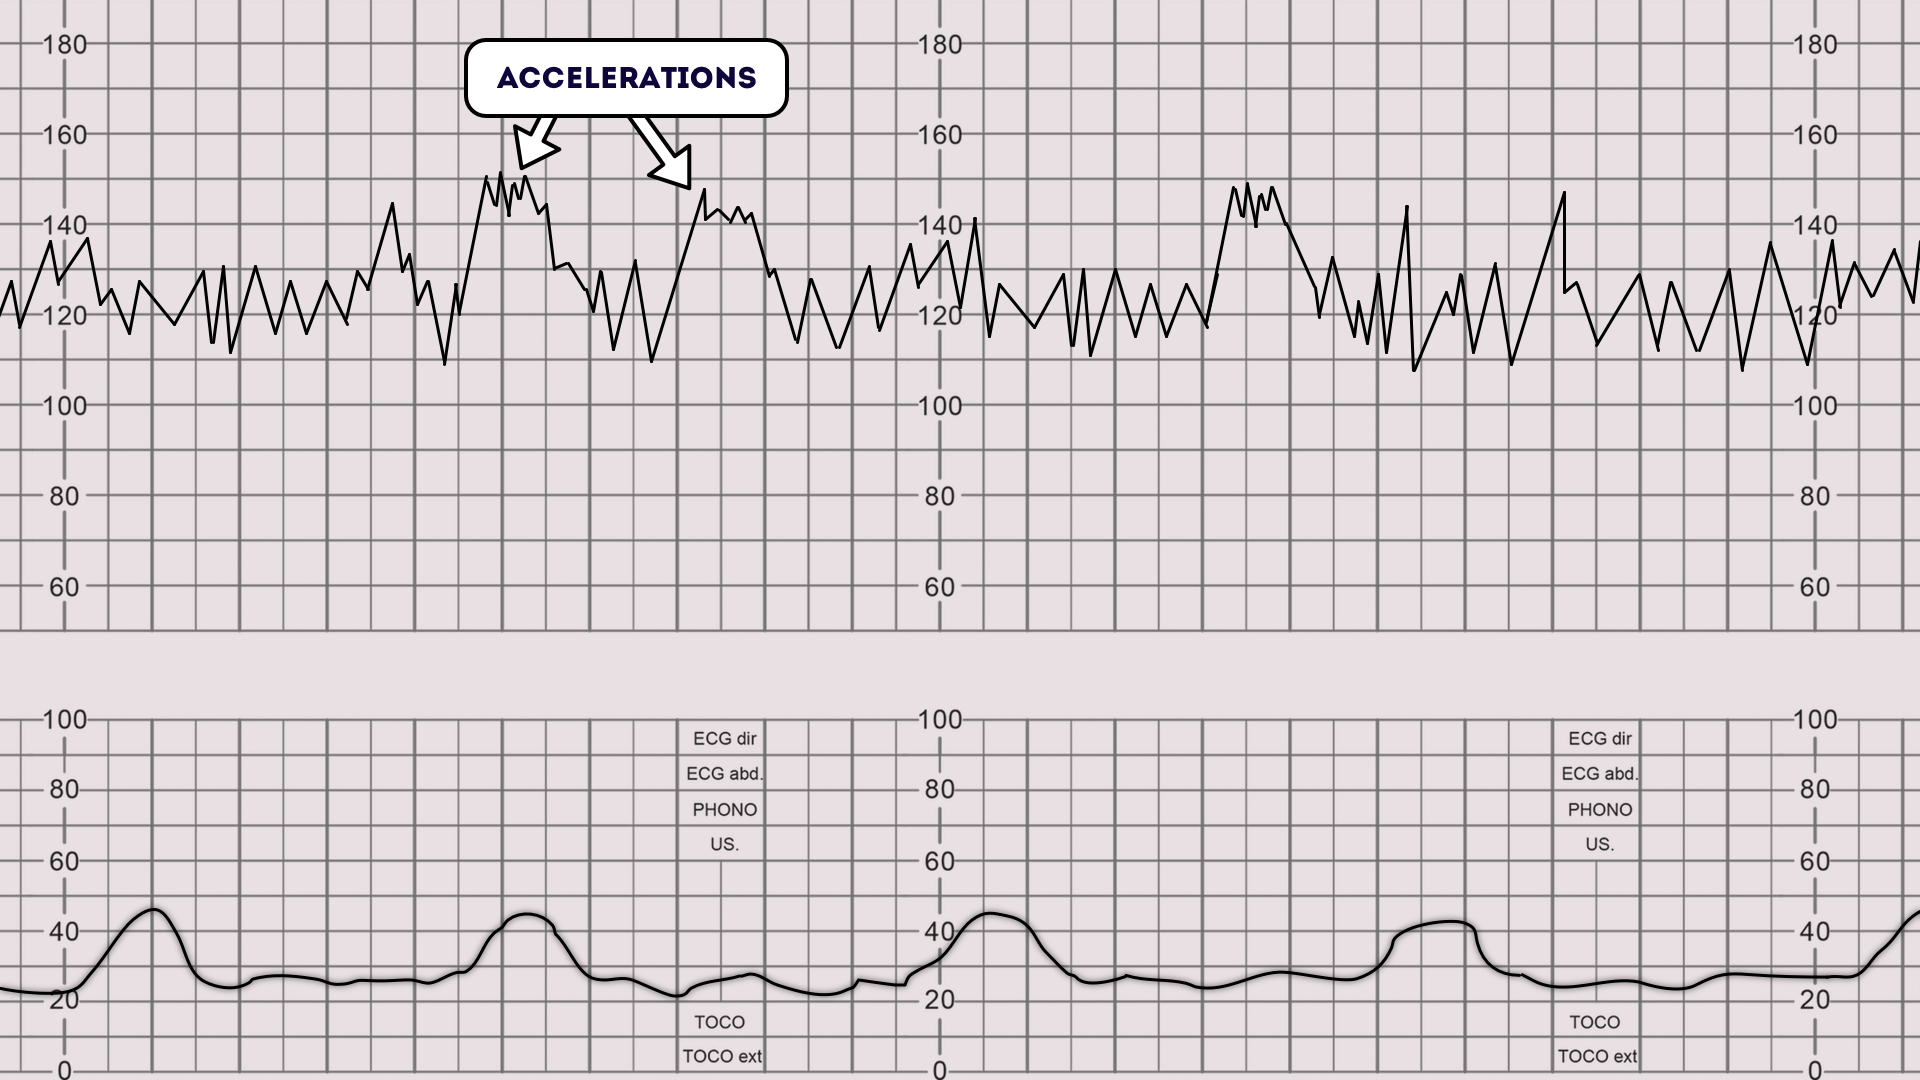 180 180 180
ACCELERATIONS
160 160 160
140 140 140
120 120 120
100 100 100
80 80 80
60 60 60
100 100 100
ECG dir ECG dir
ECG abd. ECG abd.
80 80 80
PHONO PHONO
US. US.
60 60 60
40 40 40
20 20 20
TOCO TOCO
TOCO ext TOCO ext
0 0 0